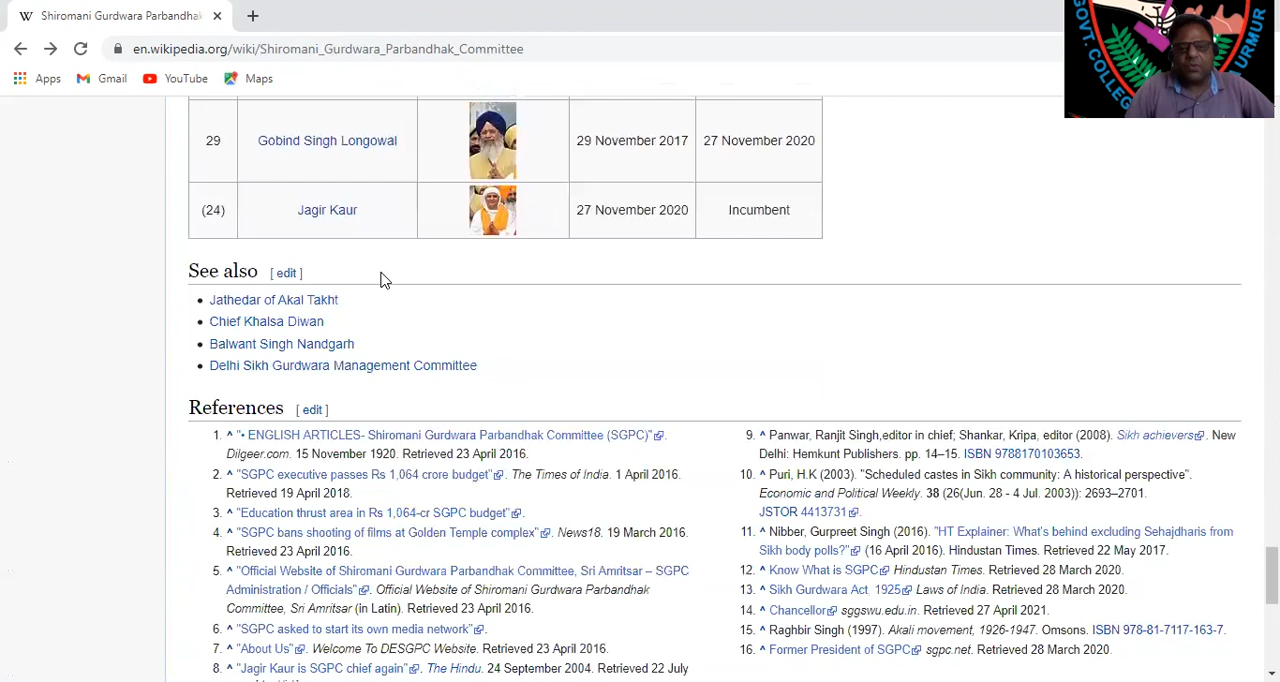 Shiromani Gurdwara Parbandhak
en.wikipedia.org/wiki/Shiromani_Gurdwara_Parbandhak_Committee
Apps Gmail YouTube Maps
GOVT. COLLEG URMUR
29 Gobind Singh Longowal 29 November 2017 27 November 2020
(24) Jagir Kaur 27 November 2020 Incumbent
See also [ edit ]
• Jathedar of Akal Takht
• Chief Khalsa Diwan
• Balwant Singh Nandgarh
• Delhi Sikh Gurdwara Management Committee
References [ edit ]
1. ^ "• ENGLISH ARTICLES- Shiromani Gurdwara Parbandhak Committee (SGPC)".
Dilgeer.com. 15 November 1920. Retrieved 23 April 2016.
2. ^ "SGPC executive passes Rs 1,064 crore budget". The Times of India. 1 April 2016.
Retrieved 19 April 2018.
3. ^ "Education thrust area in Rs 1,064-cr SGPC budget".
4. ^ "SGPC bans shooting of films at Golden Temple complex". News18. 19 March 2016.
Retrieved 23 April 2016.
5. ^ "Official Website of Shiromani Gurdwara Parbandhak Committee, Sri Amritsar – SGPC
Administration / Officials". Official Website of Shiromani Gurdwara Parbandhak
Committee, Sri Amritsar (in Latin). Retrieved 23 April 2016.
6. ^ "SGPC asked to start its own media network".
7. ^ "About Us". Welcome To DESGPC Website. Retrieved 23 April 2016.
8. ^ "Jagir Kaur is SGPC chief again". The Hindu. 24 September 2004. Retrieved 22 July
9. ^ Panwar, Ranjit Singh,editor in chief; Shankar, Kripa, editor (2008). Sikh achievers. New
Delhi: Hemkunt Publishers. pp. 14–15. ISBN 9788170103653.
10. ^ Puri, H.K (2003). "Scheduled castes in Sikh community: A historical perspective".
Economic and Political Weekly. 38 (26(Jun. 28 - 4 Jul. 2003)): 2693–2701.
JSTOR 4413731.
11. ^ Nibber, Gurpreet Singh (2016). "HT Explainer: What's behind excluding Sehajdharis from
Sikh body polls?" (16 April 2016). Hindustan Times. Retrieved 22 May 2017.
12. ^ Know What is SGPC Hindustan Times. Retrieved 28 March 2020.
13. ^ Sikh Gurdwara Act, 1925 Laws of India. Retrieved 28 March 2020.
14. ^ Chancellor sggswu.edu.in. Retrieved 27 April 2021.
15. ^ Raghbir Singh (1997). Akali movement, 1926-1947. Omsons. ISBN 978-81-7117-163-7.
16. ^ Former President of SGPC sgpc.net. Retrieved 28 March 2020.